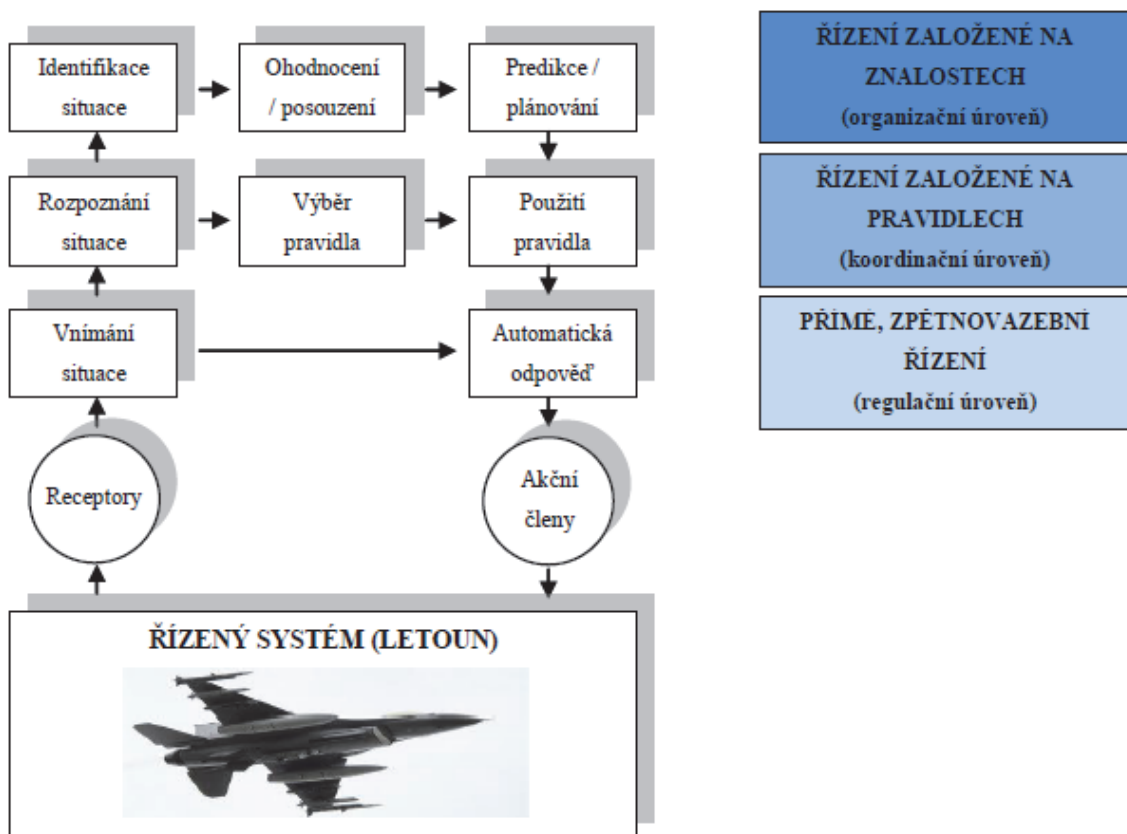 Identifikace
situace
Ohodnocení
/ posouzení
Predikce /
plánování
ŘÍZENÍ ZALOŽENÉ NA
ZNALOSTECH
(organizační úroveň)
Rozpoznání
situace
Výběr
pravidla
Použití
pravidla
ŘÍZENÍ ZALOŽENÉ NA
PRAVIDLECH
(koordinační úroveň)
Vnímání
situace
Automatická
odpověď
PŘÍMÉ, ZPĚTNOVAZEBNÍ
ŘÍZENÍ
(regulační úroveň)
Receptory
Akční
členy
ŘÍZENÝ SYSTÉM (LETOUN)